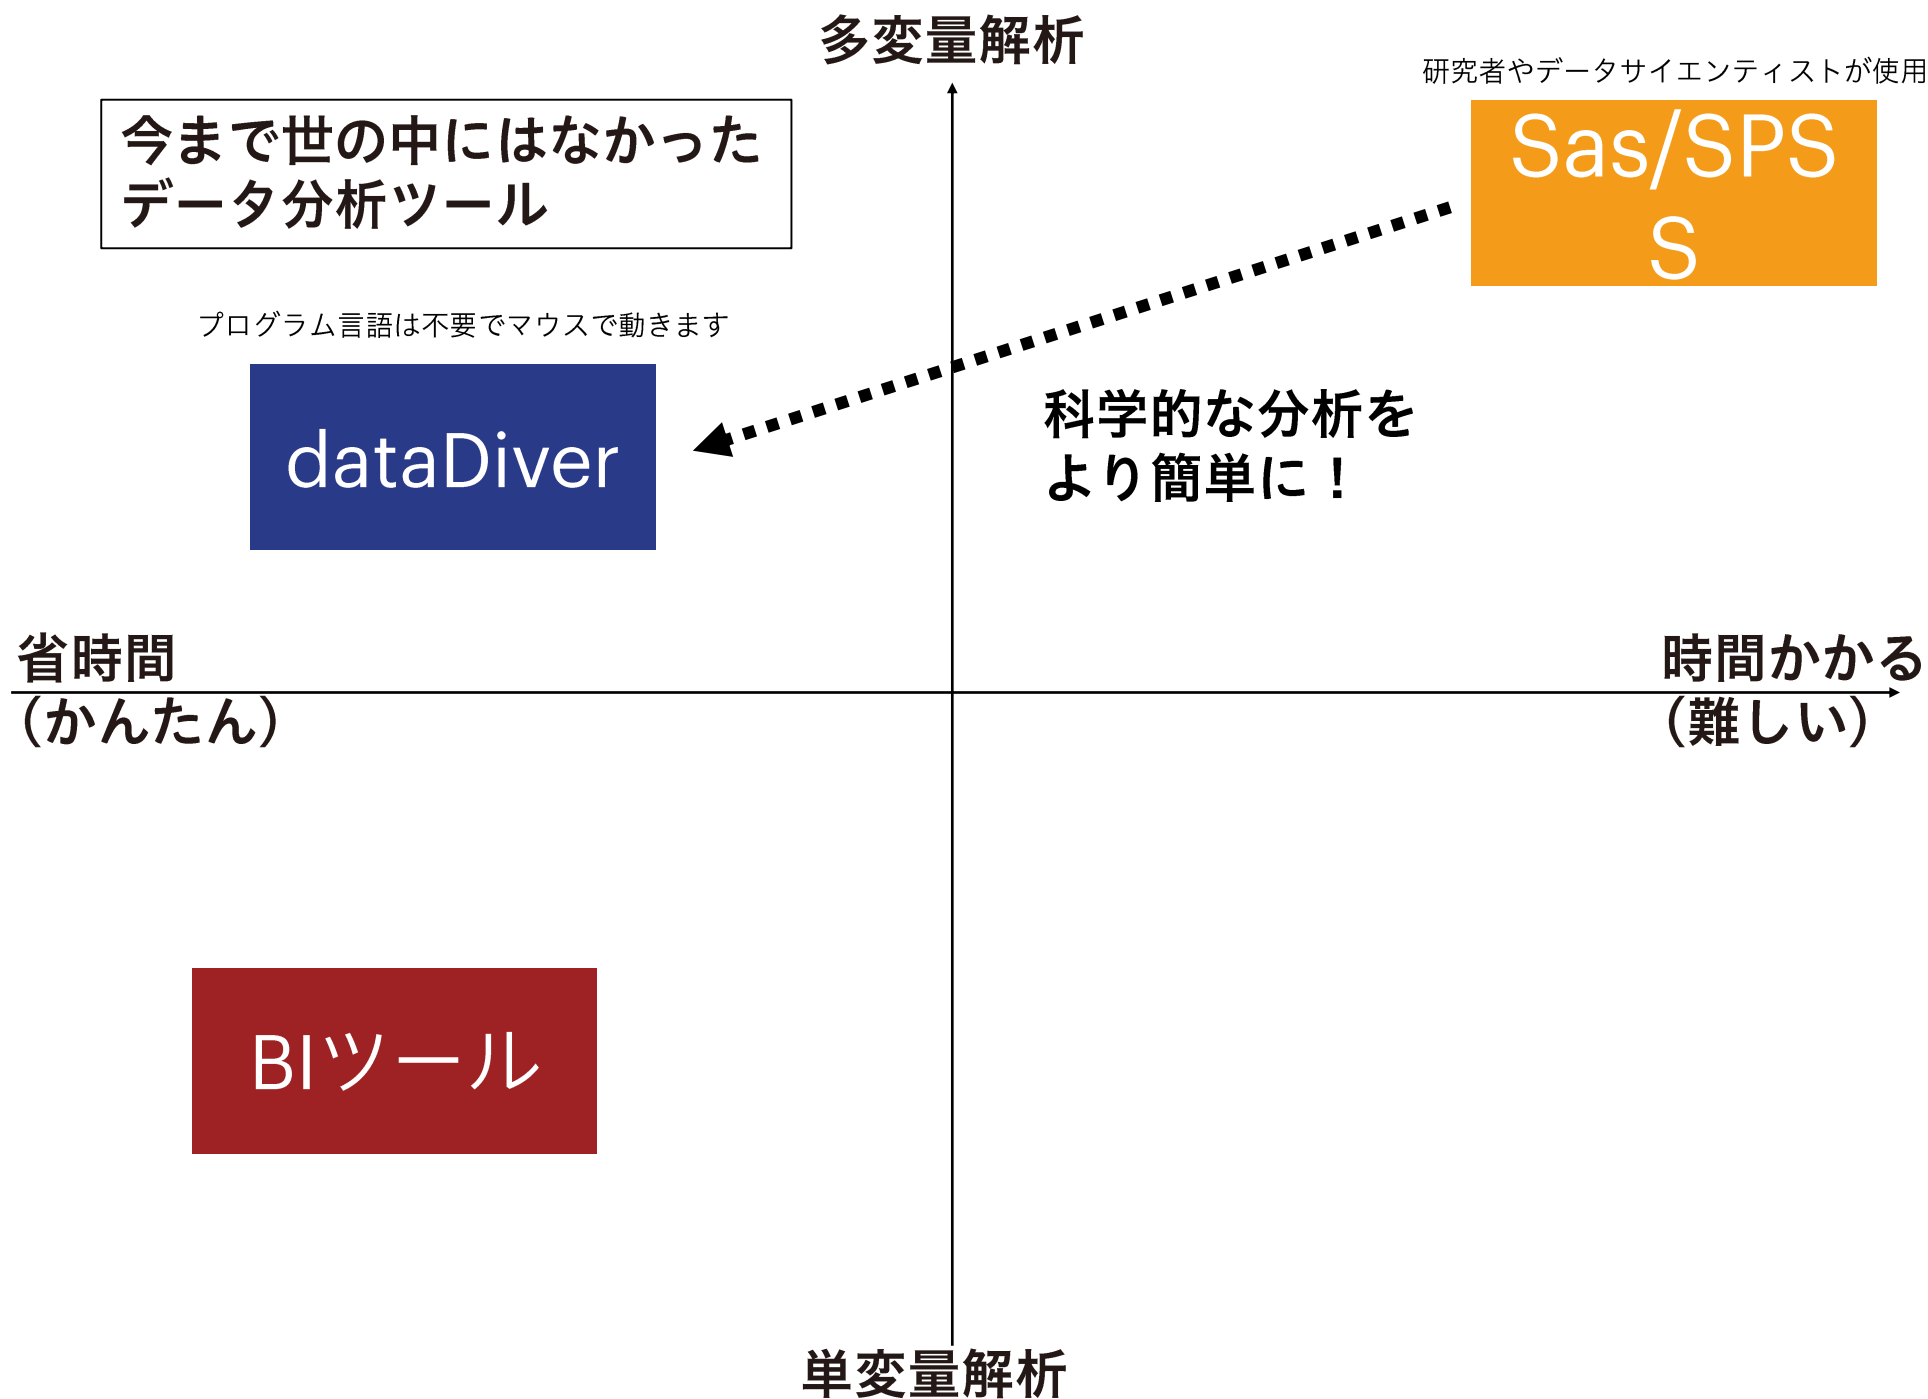 多変量解析
研究者やデータサイエンティストが使用
今まで世の中にはなかった
データ分析ツール
Sas/SPS
S
プログラム言語は不要でマウスで動きます
dataDiver
科学的な分析を
より簡単に！
省時間
（かんたん）
時間かかる
（難しい）
BIツール
単変量解析